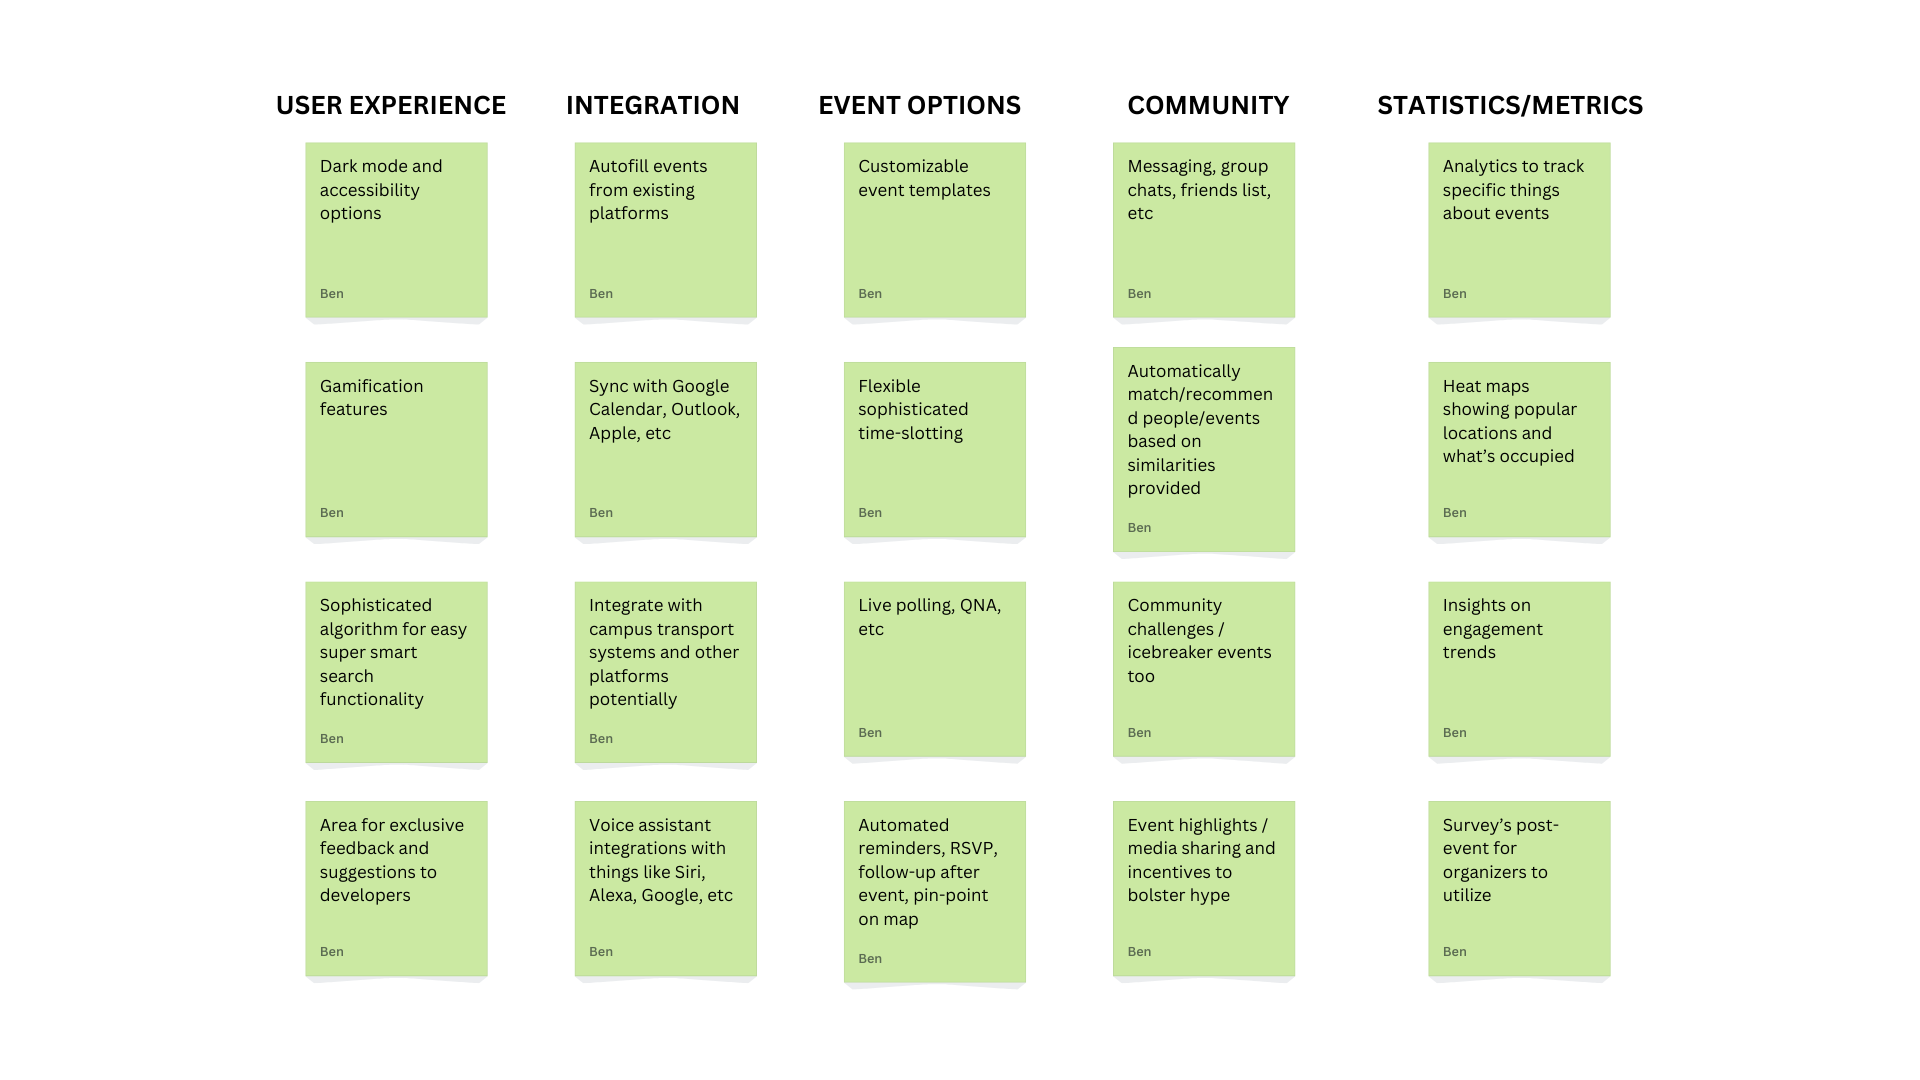 USER EXPERIENCE
Dark mode and
accessibility
options
Ben
Gamification
features
Ben
Sophisticated
algorithm for easy
super smart
search
functionality
Ben
Area for exclusive
feedback and
suggestions to
developers
Ben
INTEGRATION
Autofill events
from existing
platforms
Ben
Sync with Google
Calendar, Outlook,
Apple, etc
Ben
Integrate with
campus transport
systems and other
platforms
potentially
Ben
Voice assistant
integrations with
things like Siri,
Alexa, Google, etc
Ben
EVENT OPTIONS
Customizable
event templates
Ben
Flexible
sophisticated
time-slotting
Ben
Live polling, QNA,
etc
Ben
Automated
reminders, RSVP,
follow-up after
event, pin-point
on map
Ben
COMMUNITY
Messaging, group
chats, friends list,
etc
Ben
Automatically
match/recommen
d people/events
based on
similarities
provided
Ben
Community
challenges /
icebreaker events
too
Ben
Event highlights /
media sharing and
incentives to
bolster hype
Ben
STATISTICS/METRICS
Analytics to track
specific things
about events
Ben
Heat maps
showing popular
locations and
what’s occupied
Ben
Insights on
engagement
trends
Ben
Survey’s post-
event for
organizers to
utilize
Ben